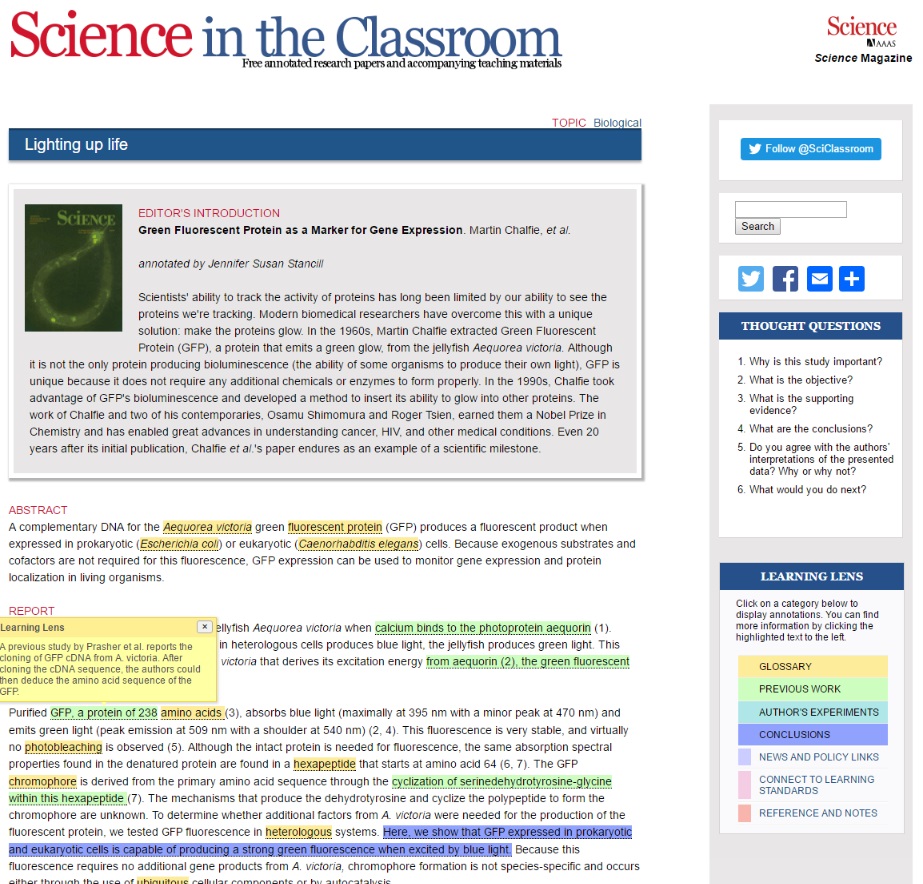 Science in the Classroom
Free annotated research papers and accompanying teaching materials
Science
AAAS
Science Magazine
TOPIC Biological
Lighting up life
SCIENCE
EDITOR'S INTRODUCTION
Green Fluorescent Protein as a Marker for Gene Expression. Martin Chalfie, et al.
annotated by Jennifer Susan Stancill
Scientists' ability to track the activity of proteins has long been limited by our ability to see the
proteins we're tracking. Modern biomedical researchers have overcome this with a unique
solution: make the proteins glow. In the 1960s, Martin Chalfie extracted Green Fluorescent
Protein (GFP), a protein that emits a green glow, from the jellyfish Aequorea victoria. Although
it is not the only protein producing bioluminescence (the ability of some organisms to produce their own light), GFP is
unique because it does not require any additional chemicals or enzymes to form properly. In the 1990s, Chalfie took
advantage of GFP's bioluminescence and developed a method to insert its ability to glow into other proteins. The
work of Chalfie and two of his contemporaries, Osamu Shimomura and Roger Tsien, earned them a Nobel Prize in
Chemistry and has enabled great advances in understanding cancer, HIV, and other medical conditions. Even 20
years after its initial publication, Chalfie et al.'s paper endures as an example of a scientific milestone.
ABSTRACT
A complementary DNA for the Aequorea victoria green fluorescent protein (GFP) produces a fluorescent product when
expressed in prokaryotic (Escherichia coli) or eukaryotic (Caenorhabditis elegans) cells. Because exogenous substrates and
cofactors are not required for this fluorescence, GFP expression can be used to monitor gene expression and protein
localization in living organisms.
REPORT
ellyfish Aequorea victoria when calcium binds to the photoprotein aequorin (1).
in heterologous cells produces blue light, the jellyfish produces green light. This
victoria that derives its excitation energy from aequorin (2), the green fluorescent
Learning Lens
×
A previous study by Prasher et al. reports the
cloning of GFP cDNA from A. victoria. After
cloning the cDNA sequence, the authors could
then deduce the amino acid sequence of the
GFP.
Purified GFP, a protein of 238 amino acids (3), absorbs blue light (maximally at 395 nm with a minor peak at 470 nm) and
emits green light (peak emission at 509 nm with a shoulder at 540 nm) (2, 4). This fluorescence is very stable, and virtually
no photobleaching is observed (5). Although the intact protein is needed for fluorescence, the same absorption spectral
properties found in the denatured protein are found in a hexapeptide that starts at amino acid 64 (6, 7). The GFP
chromophore is derived from the primary amino acid sequence through the cyclization of serinedehydrotyrosine-glycine
within this hexapeptide (7). The mechanisms that produce the dehydrotyrosine and cyclize the polypeptide to form the
chromophore are unknown. To determine whether additional factors from A. victoria were needed for the production of the
fluorescent protein, we tested GFP fluorescence in heterologous systems. Here, we show that GFP expressed in prokaryotic
and eukaryotic cells is capable of producing a strong green fluorescence when excited by blue light. Because this
fluorescence requires no additional gene products from A. victoria, chromophore formation is not species-specific and occurs
either through the use of ubiquitous cellular components or by autocatalysis.
Follow @SciClassroom
Search
THOUGHT QUESTIONS
1. Why is this study important?
2. What is the objective?
3. What is the supporting
evidence?
4. What are the conclusions?
5. Do you agree with the authors'
interpretations of the presented
data? Why or why not?
6. What would you do next?
LEARNING LENS
Click on a category below to
display annotations. You can find
more information by clicking the
highlighted text to the left.
GLOSSARY
PREVIOUS WORK
AUTHOR'S EXPERIMENTS
CONCLUSIONS
NEWS AND POLICY LINKS
CONNECT TO LEARNING
STANDARDS
REFERENCE AND NOTES